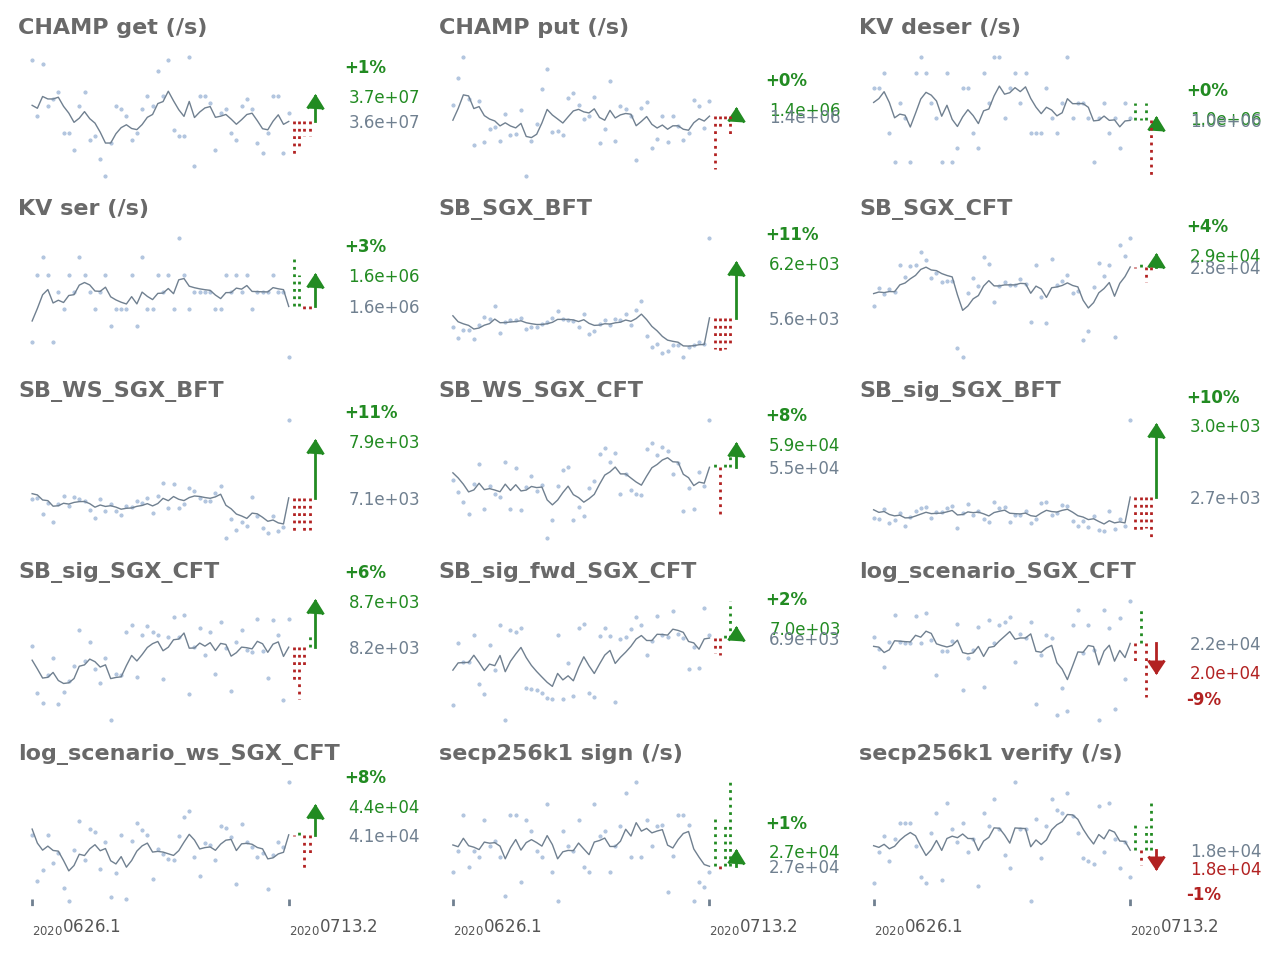 CHAMP get (/s)
+1%
3.7e+07
3.6e+07
CHAMP put (/s)
+0%
1.4e+06
1.4e+06
KV deser (/s)
+0%
1.0e+06
1.0e+06
KV ser (/s)
+3%
1.6e+06
1.6e+06
SB_SGX_BFT
+11%
6.2e+03
5.6e+03
SB_SGX_CFT
+4%
2.9e+04
2.8e+04
SB_WS_SGX_BFT
+11%
7.9e+03
7.1e+03
SB_WS_SGX_CFT
+8%
5.9e+04
5.5e+04
SB_sig_SGX_BFT
+10%
3.0e+03
2.7e+03
SB_sig_SGX_CFT
+6%
8.7e+03
8.2e+03
SB_sig_fwd_SGX_CFT
+2%
7.0e+03
6.9e+03
log_scenario_SGX_CFT
2.2e+04
2.0e+04
-9%
log_scenario_ws_SGX_CFT
+8%
4.4e+04
4.1e+04
secp256k1 sign (/s)
+1%
2.7e+04
2.7e+04
secp256k1 verify (/s)
1.8e+04
1.8e+04
-1%
20200626.1
20200713.2
20200626.1
20200713.2
20200626.1
20200713.2